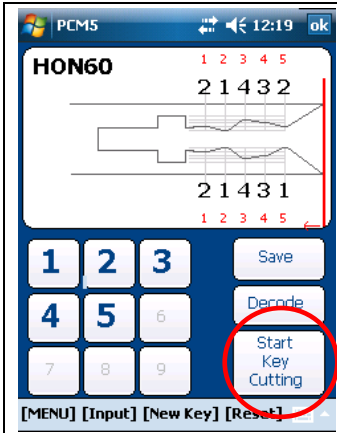 PCM5 12:19 ok
HON60
1 2 3 4 5
2 1 4 3 2
2 1 4 3 1
1 2 3 4 5
1 2 3 Save
4 5 6 Decode
7 8 9 Start Key Cutting
[MENU] [Input] [New Key] [Reset]